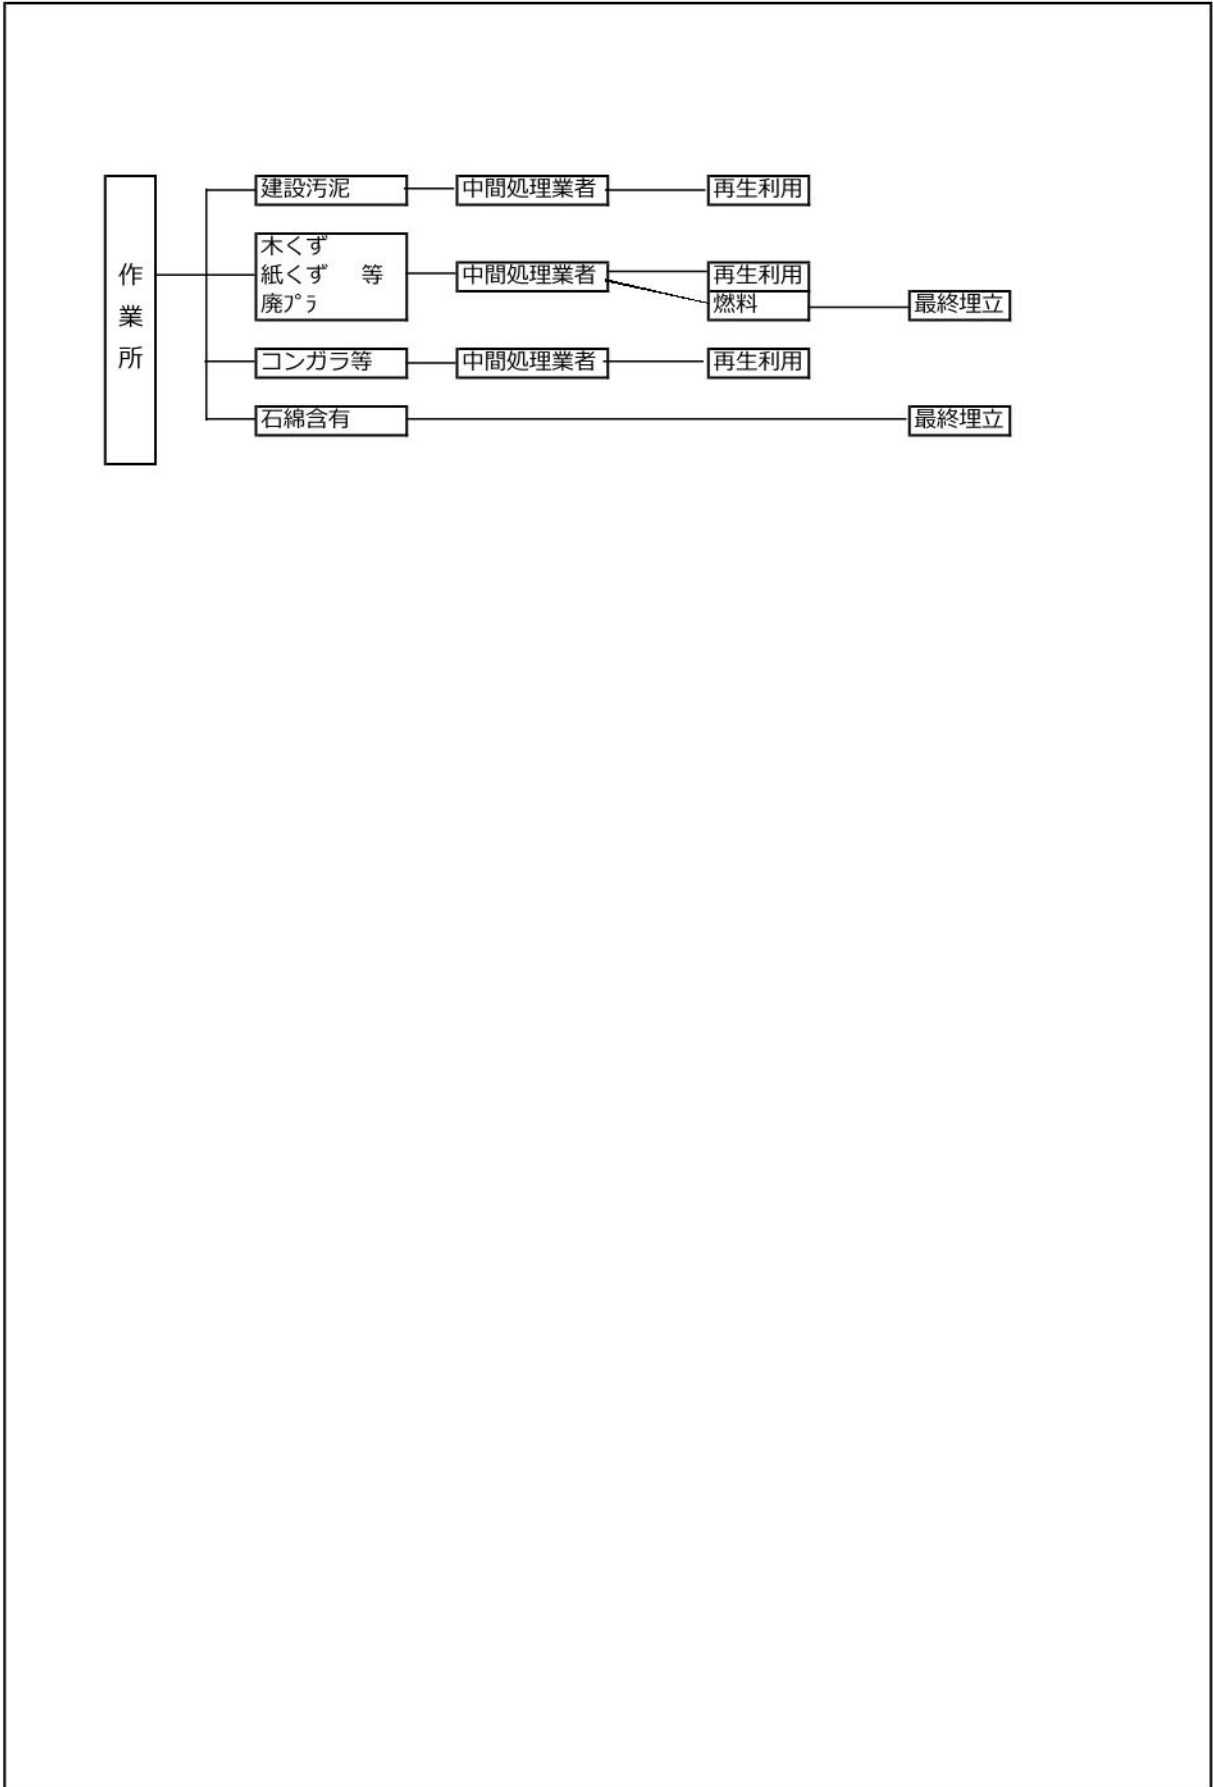 作
業
所
建設汚泥
中間処理業者
再生利用
木くず
紙くず　等
廃ﾌﾟﾗ
中間処理業者
再生利用
燃料
最終埋立
コンガラ等
中間処理業者
再生利用
石綿含有
最終埋立